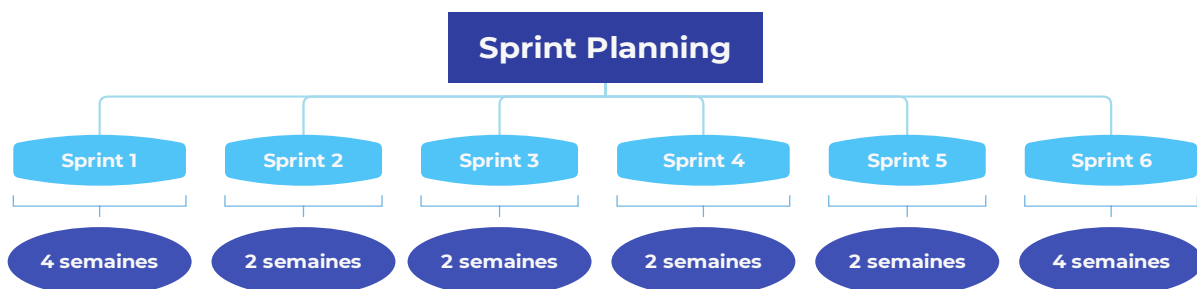 Sprint Planning
Sprint 1
Sprint 2
Sprint 3
Sprint 4
Sprint 5
Sprint 6
4 semaines
2 semaines
2 semaines
2 semaines
2 semaines
4 semaines